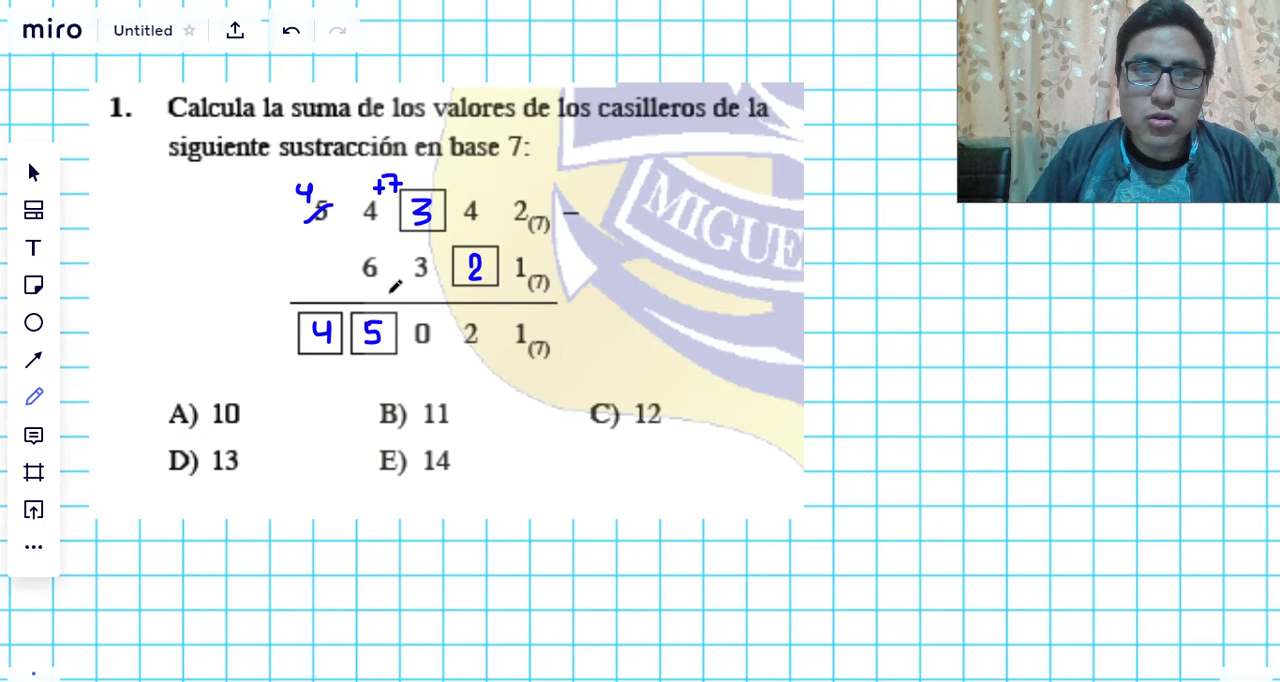 miro Untitled
1. Calcula la suma de los valores de los casilleros de la
siguiente sustracción en base 7:
4 +7
5 4 3 4 2(7) −
6 3 2 1(7)
4 5 0 2 1(7)
A) 10 B) 11 C) 12
D) 13 E) 14
MIGUE
T